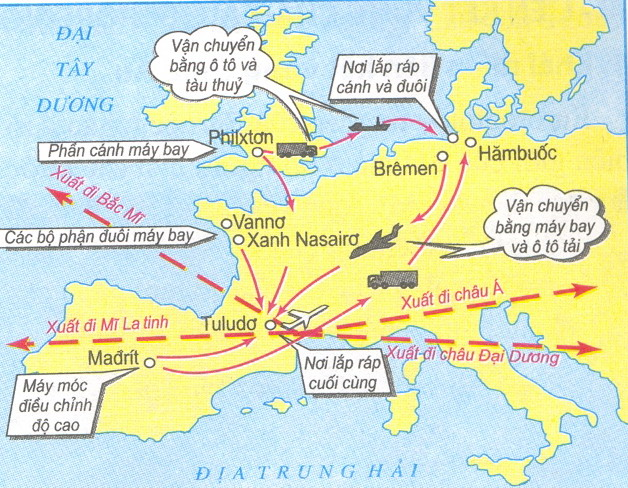 ĐẠI
TÂY
DƯƠNG
Vận chuyển
bằng ô tô và
tàu thuỷ
Nơi lắp ráp
cánh và đuôi
Philxtơn
Phần cánh máy bay
Hămbuốc
Brêmen
Xuất đi Bắc Mĩ
Vận chuyển
bằng máy bay
và ô tô tải
Vannơ
Xanh Nasairơ
Các bộ phận đuôi máy bay
Xuất đi châu Á
Xuất đi Mĩ La tinh
Tuludơ
Xuất đi châu Đại Dương
Mađrít
Nơi lắp ráp
cuối cùng
Máy móc
điều chỉnh
độ cao
ĐỊA TRUNG HẢI